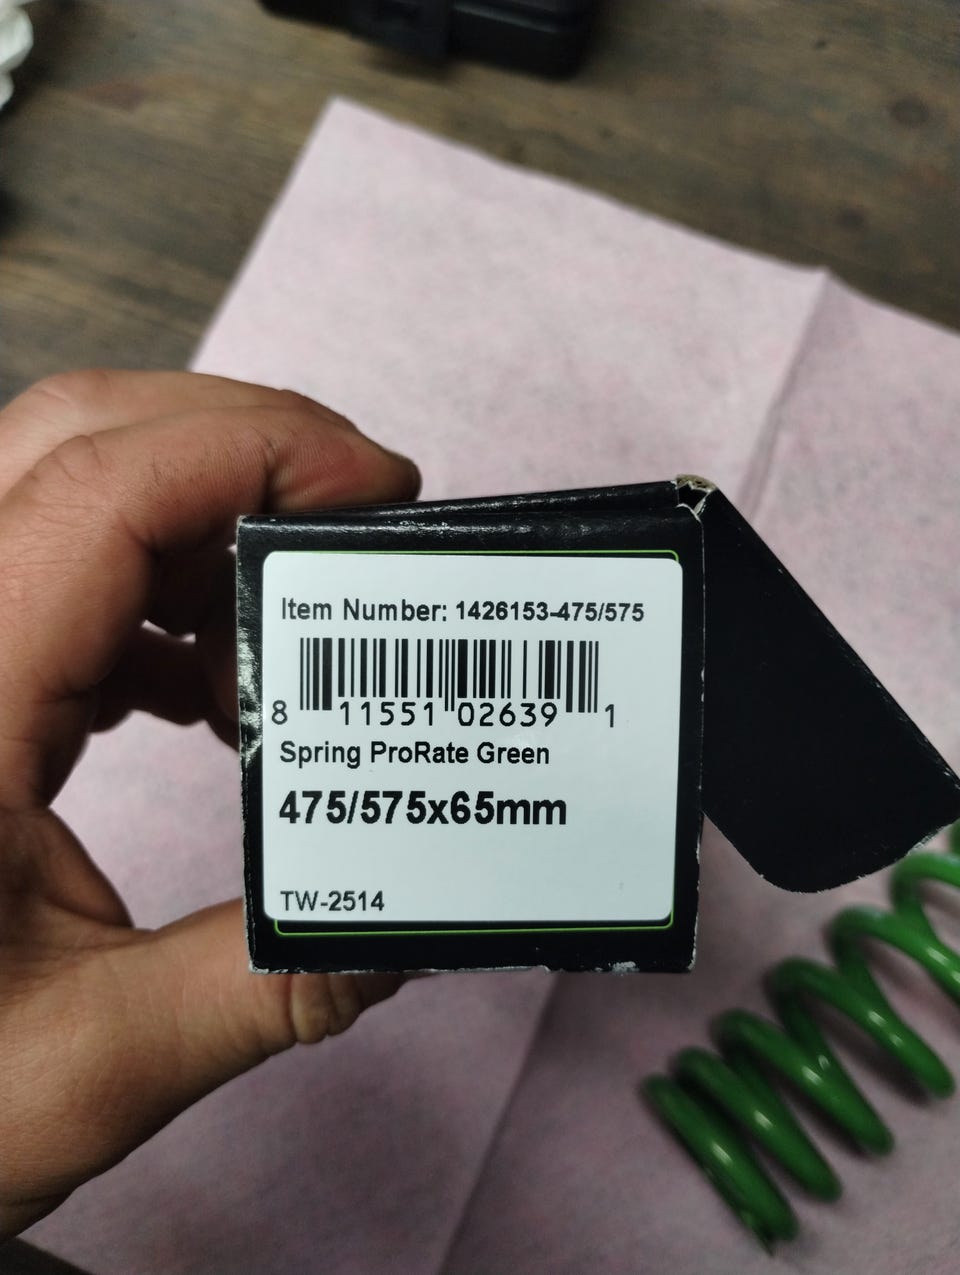 Item Number: 1426153-475/575
8 11551 02639 1
Spring ProRate Green
475/575x65mm
TW-2514